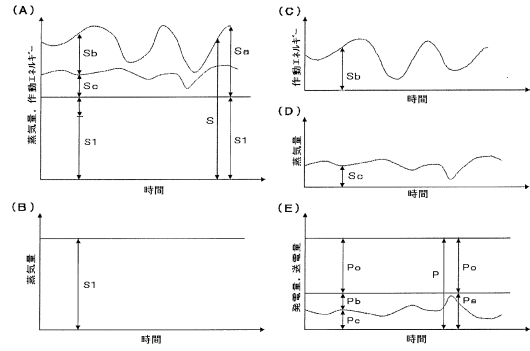 (A)
蒸気量, 作動エネルギー
Sb
Sc
S1
S
Sa
S1
時間
(B)
蒸気量
S1
時間
(C)
作動エネルギー
Sb
時間
(D)
蒸気量
Sc
時間
(E)
発電量, 送電量
Po
Pb
Pc
P
Po
Pa
時間